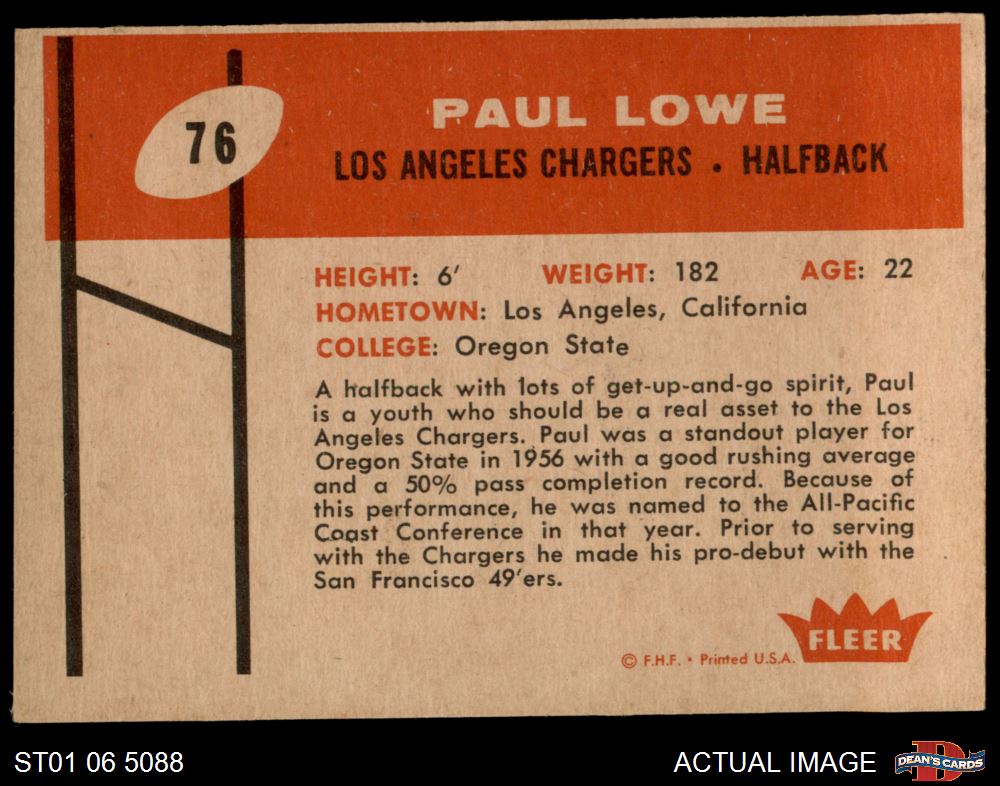 76
PAUL LOWE
LOS ANGELES CHARGERS . HALFBACK
HEIGHT: 6' WEIGHT: 182 AGE: 22
HOMETOWN: Los Angeles, California
COLLEGE: Oregon State
A halfback with lots of get-up-and-go spirit, Paul
is a youth who should be a real asset to the Los
Angeles Chargers. Paul was a standout player for
Oregon State in 1956 with a good rushing average
and a 50% pass completion record. Because of
this performance, he was named to the All-Pacific
Coast Conference in that year. Prior to serving
with the Chargers he made his pro-debut with the
San Francisco 49'ers.
FLEER
© F.H.F. • Printed U.S.A.
ST01 06 5088
ACTUAL IMAGE
D
DEAN'S CARDS